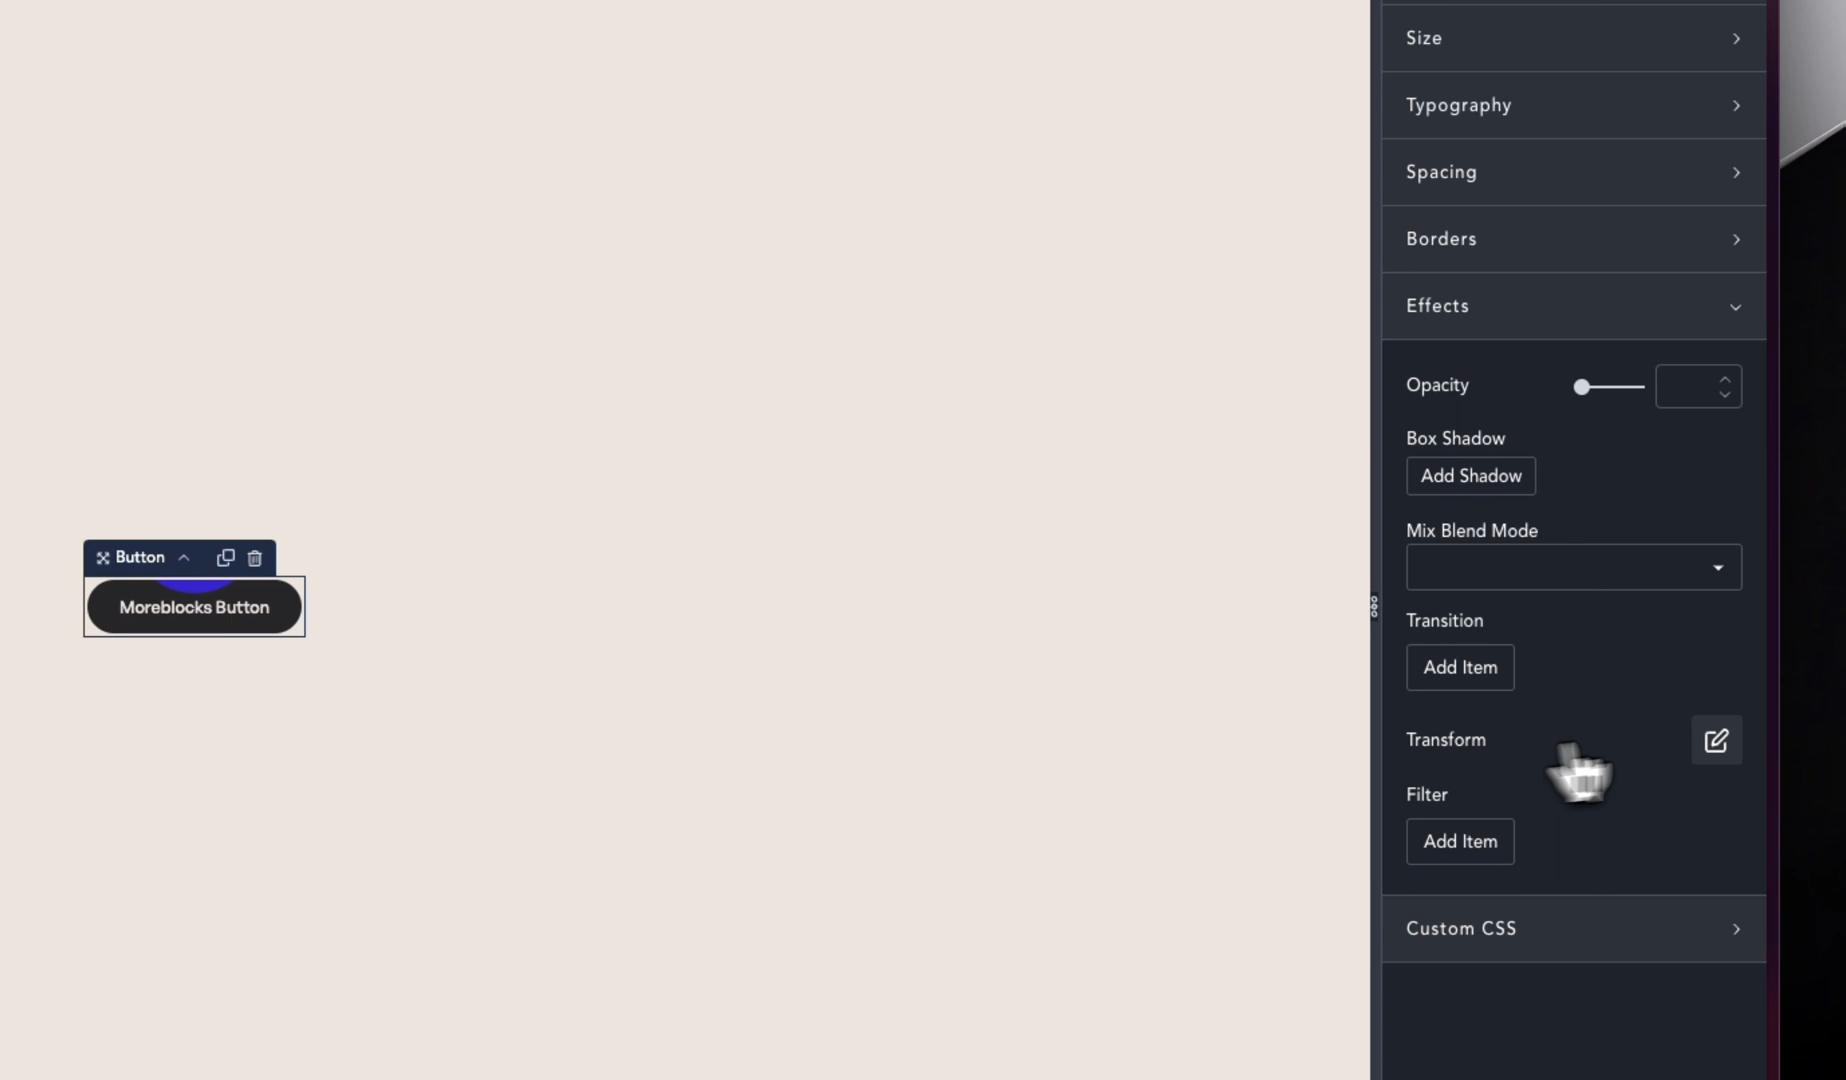 Button
Moreblocks Button
Size
Typography
Spacing
Borders
Effects
Opacity
Box Shadow
Add Shadow
Mix Blend Mode
Transition
Add Item
Transform
Filter
Add Item
Custom CSS